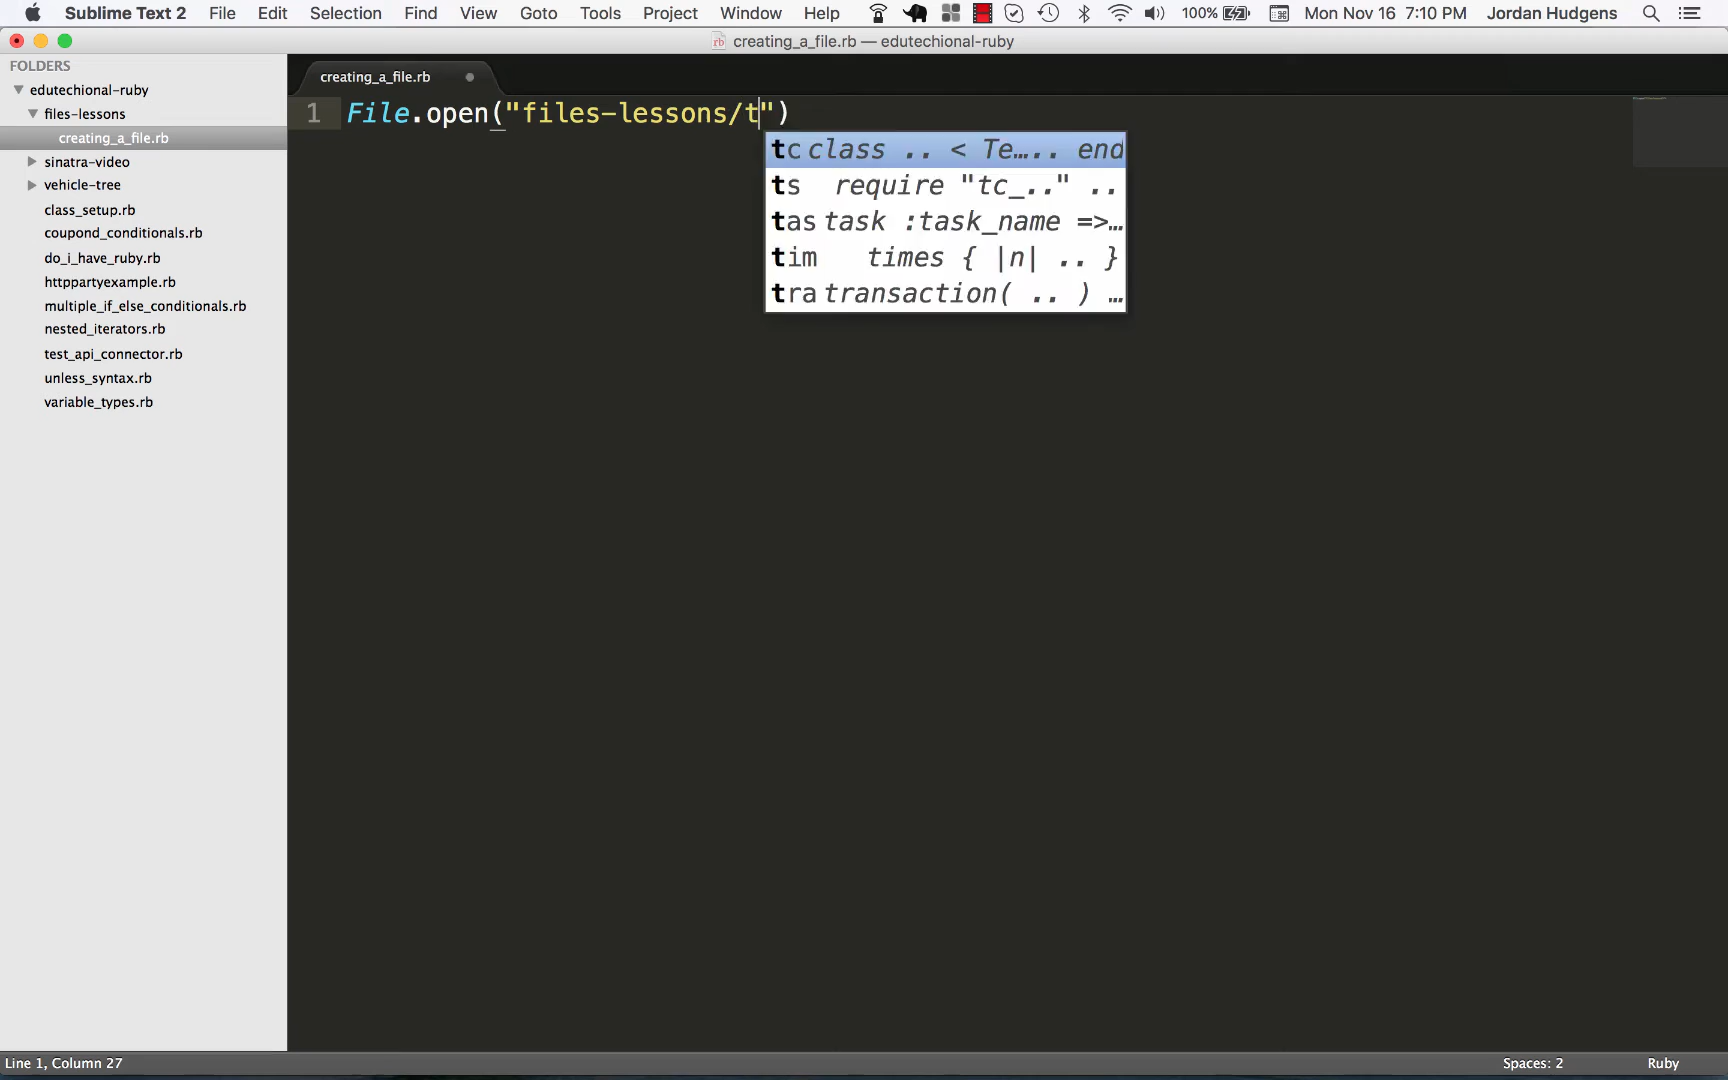 Sublime Text 2 File Edit Selection Find View Goto Tools Project Window Help 100% Mon Nov 16 7:10 PM Jordan Hudgens
creating_a_file.rb — edutechional-ruby
FOLDERS
edutechional-ruby
files-lessons
creating_a_file.rb
sinatra-video
vehicle-tree
class_setup.rb
coupond_conditionals.rb
do_i_have_ruby.rb
httppartyexample.rb
multiple_if_else_conditionals.rb
nested_iterators.rb
test_api_connector.rb
unless_syntax.rb
variable_types.rb
creating_a_file.rb
1 File.open("files-lessons/t")
tc class .. < Te….. end
ts require "tc_.." ..
tas task :task_name =>…
tim times { |n| .. }
tra transaction( .. ) …
Line 1, Column 27 Spaces: 2 Ruby